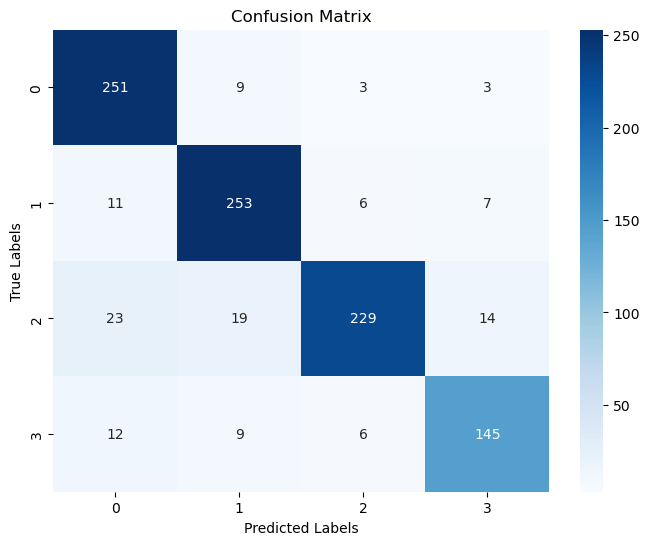 Confusion Matrix
0 251 9 3 3
1 11 253 6 7
2 23 19 229 14
3 12 9 6 145
0 1 2 3
Predicted Labels
True Labels
250
200
150
100
50